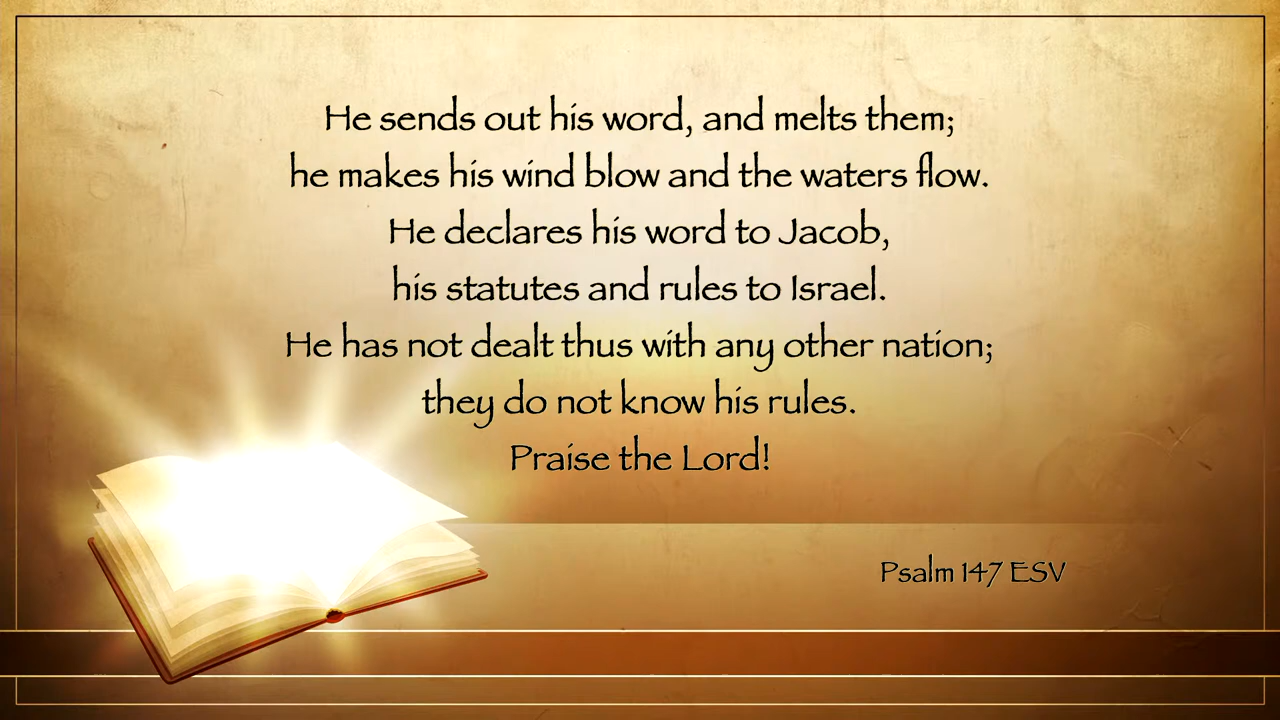 He sends out his word, and melts them;
he makes his wind blow and the waters flow.
He declares his word to Jacob,
his statutes and rules to Israel.
He has not dealt thus with any other nation;
they do not know his rules.
Praise the Lord!
Psalm 147 ESV